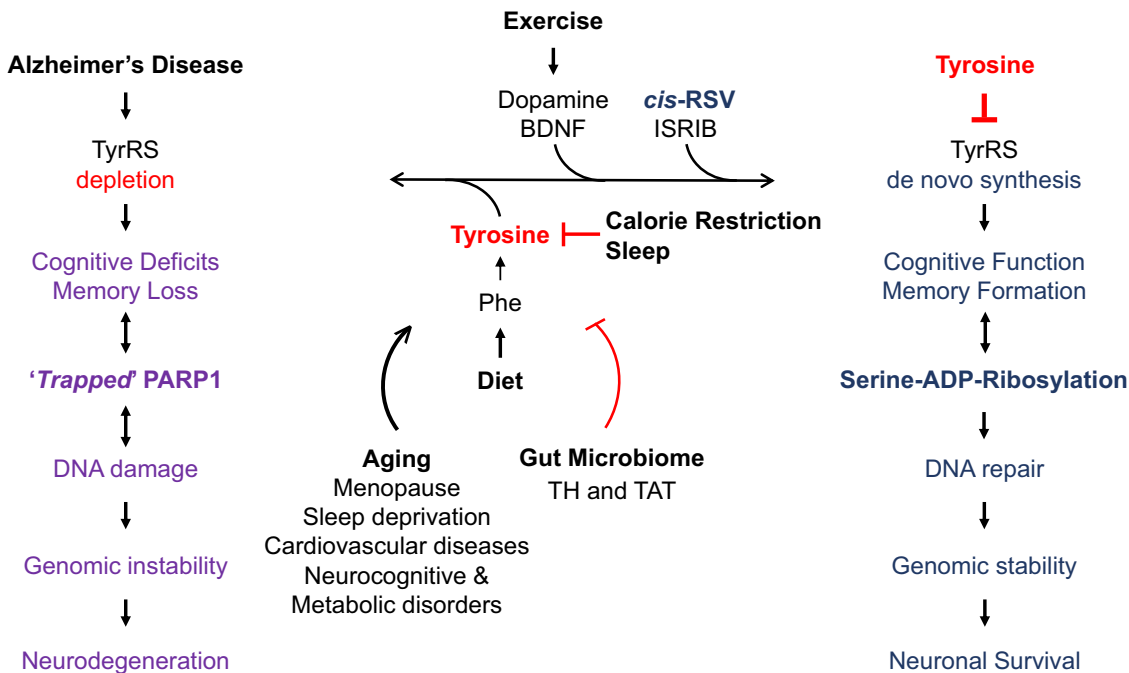 Alzheimer's Disease
TyrRS
depletion
Cognitive Deficits
Memory Loss
'Trapped' PARP1
DNA damage
Genomic instability
Neurodegeneration
Exercise
Dopamine
BDNF
cis-RSV
ISRIB
Tyrosine
Calorie Restriction
Sleep
Phe
Diet
Aging
Menopause
Sleep deprivation
Cardiovascular diseases
Neurocognitive &
Metabolic disorders
Gut Microbiome
TH and TAT
Tyrosine
TyrRS
de novo synthesis
Cognitive Function
Memory Formation
Serine-ADP-Ribosylation
DNA repair
Genomic stability
Neuronal Survival